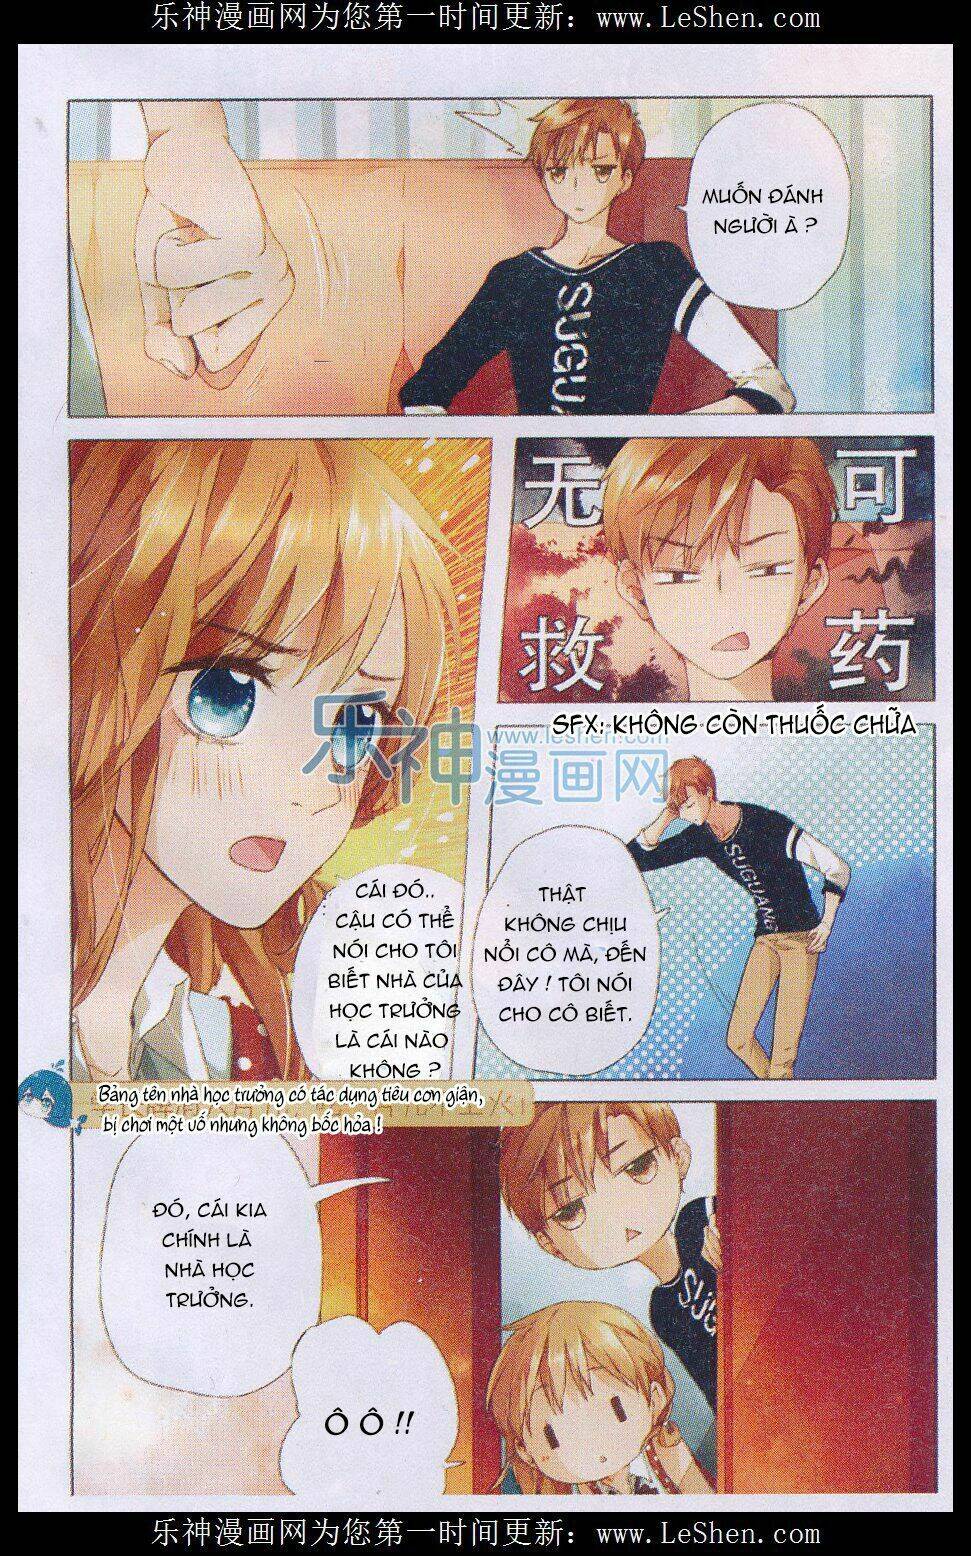 乐神漫画网为您第一时间更新：www.LeShen.com
MUỐN ĐÁNH
NGƯỜI À ?
SUGUA
无可
救药
SFX: KHÔNG CÒN THUỐC CHỮA
乐神漫画网
www.leshen.com
CÁI ĐÓ..
CẬU CÓ THỂ
NÓI CHO TÔI
BIẾT NHÀ CỦA
HỌC TRƯỞNG
LÀ CÁI NÀO
KHÔNG ?
THẬT
KHÔNG CHỊU
NỔI CÔ MÀ, ĐẾN
ĐÂY ! TÔI NÓI
CHO CÔ BIẾT.
SUGUANG
Bảng tên nhà học trưởng có tác dụng tiêu cơn giận,
bị chơi một vố nhưng không bốc hỏa !
ĐÓ, CÁI KIA
CHÍNH LÀ
NHÀ HỌC
TRƯỞNG.
SUG
Ô Ô !!
乐神漫画网为您第一时间更新：www.LeShen.com